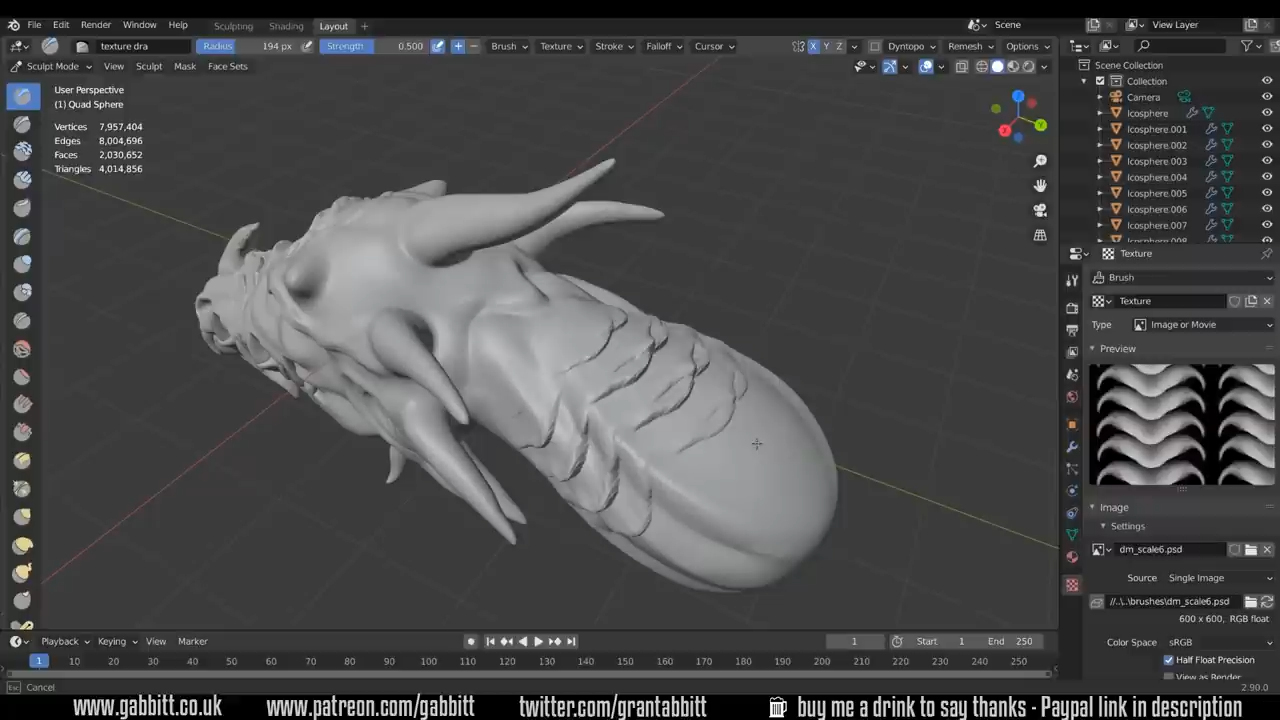 File Edit Render Window Help Sculpting Shading Layout + Scene View Layer
texture dra Radius 194 px Strength 0.500 Brush Texture Stroke Falloff Cursor X Y Z Dyntopo Remesh Options
Sculpt Mode View Sculpt Mask Face Sets
User Perspective
(1) Quad Sphere
Vertices 7,957,404
Edges 8,004,696
Faces 2,030,652
Triangles 4,014,856
Z
Y
X
Scene Collection
Collection
Camera
Icosphere
Icosphere.001
Icosphere.002
Icosphere.003
Icosphere.004
Icosphere.005
Icosphere.006
Icosphere.007
Icosphere.008
Texture
Brush
Texture
Type Image or Movie
Preview
Image
Settings
dm_scale6.psd
Source Single Image
//..\..\brushes\dm_scale6.psd
600 x 600, RGB float
Color Space sRGB
Half Float Precision
View as Render
Playback Keying View Marker 1 Start 1 End 250
1 10 20 30 40 50 60 70 80 90 100 110 120 130 140 150 160 170 180 190 200 210 220 230 240 250
Esc Cancel 2.90.0
www.gabbitt.co.uk www.patreon.com/gabbitt twitter.com/grantabbitt buy me a drink to say thanks - Paypal link in description